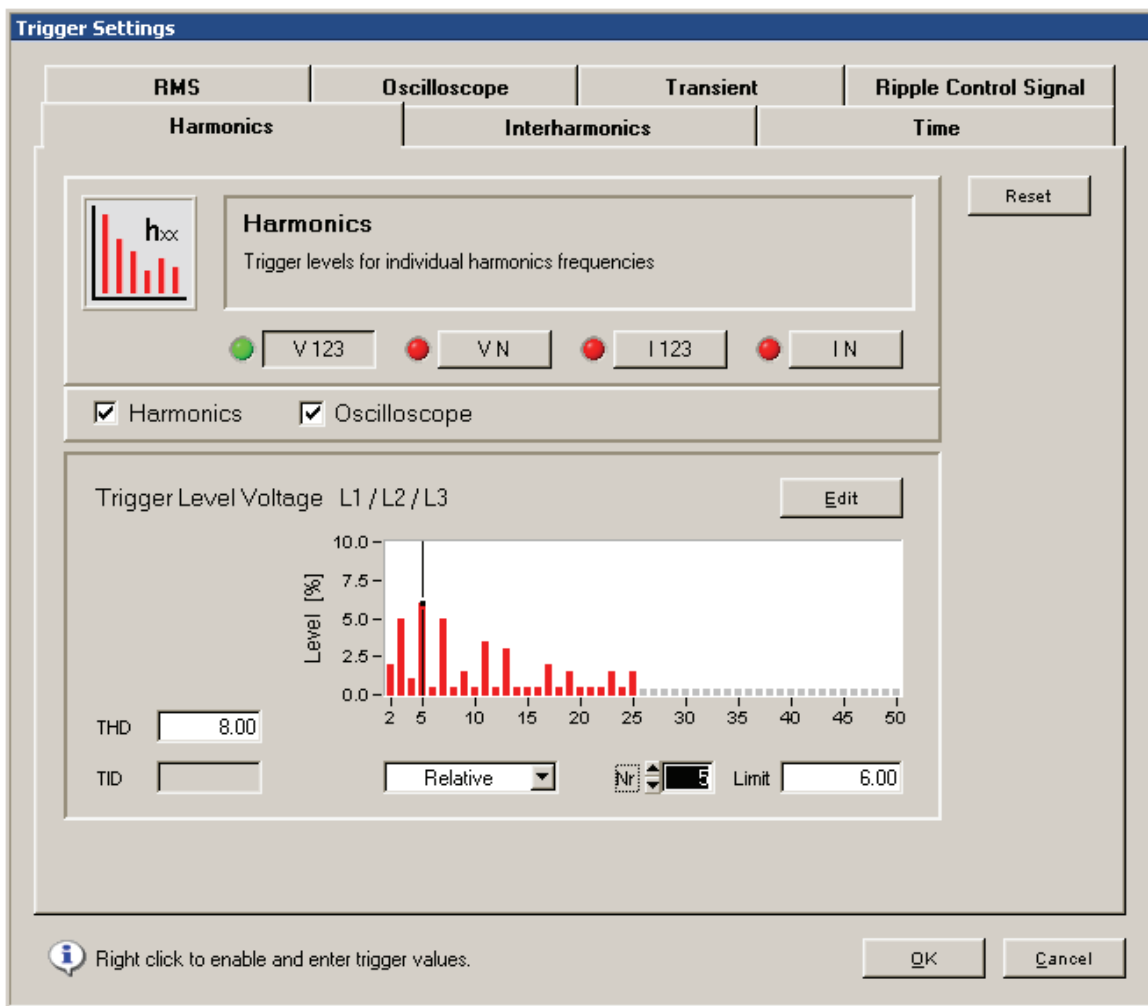 Trigger Settings
RMS Oscilloscope Transient Ripple Control Signal
Harmonics Interharmonics Time
Reset
hxx
Harmonics
Trigger levels for individual harmonics frequencies
V 123 V N I 123 I N
Harmonics Oscilloscope
Trigger Level Voltage L1 / L2 / L3
Edit
Level [%]
10.0
7.5
5.0
2.5
0.0
2 5 10 15 20 25 30 35 40 45 50
THD 8.00
TID Relative Nr 5 Limit 6.00
Right click to enable and enter trigger values.
OK Cancel